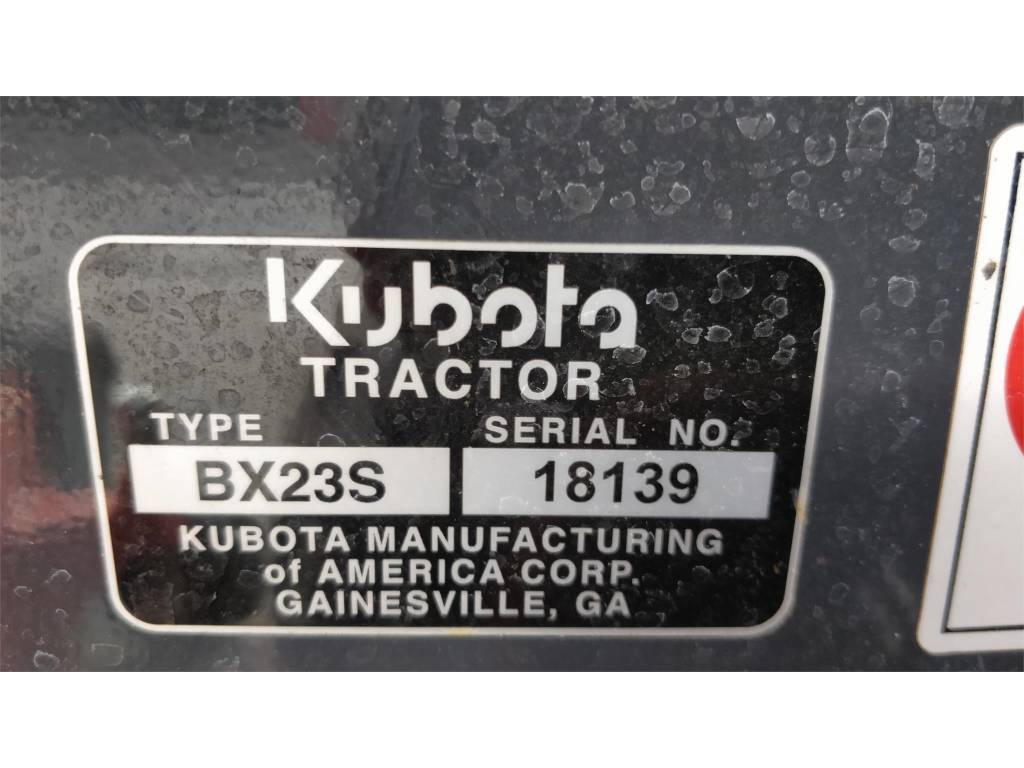 Kubota
TRACTOR
TYPE SERIAL NO.
BX23S 18139
KUBOTA MANUFACTURING
of AMERICA CORP.
GAINESVILLE, GA